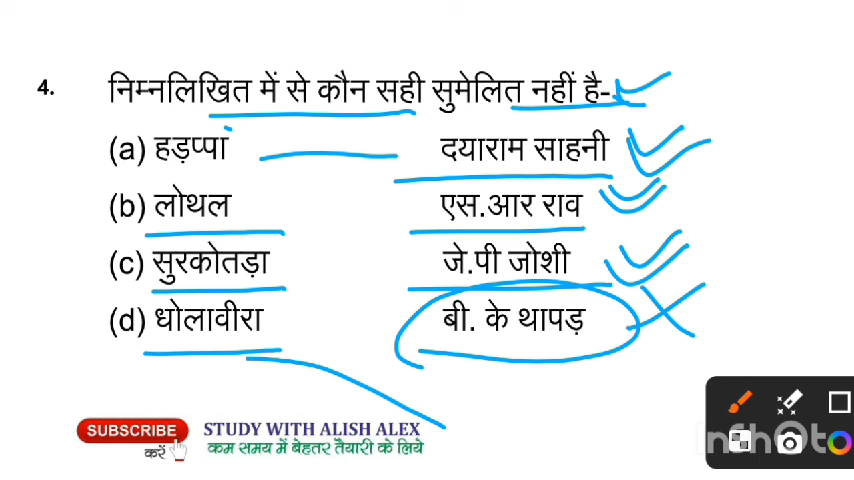 4. निम्नलिखित में से कौन सही सुमेलित नहीं है-
(a) हड़प्पा दयाराम साहनी
(b) लोथल एस.आर राव
(c) सुरकोतड़ा जे.पी जोशी
(d) धोलावीरा बी. के थापड़
SUBSCRIBE STUDY WITH ALISH ALEX
करें कम समय में बेहतर तैयारी के लिये